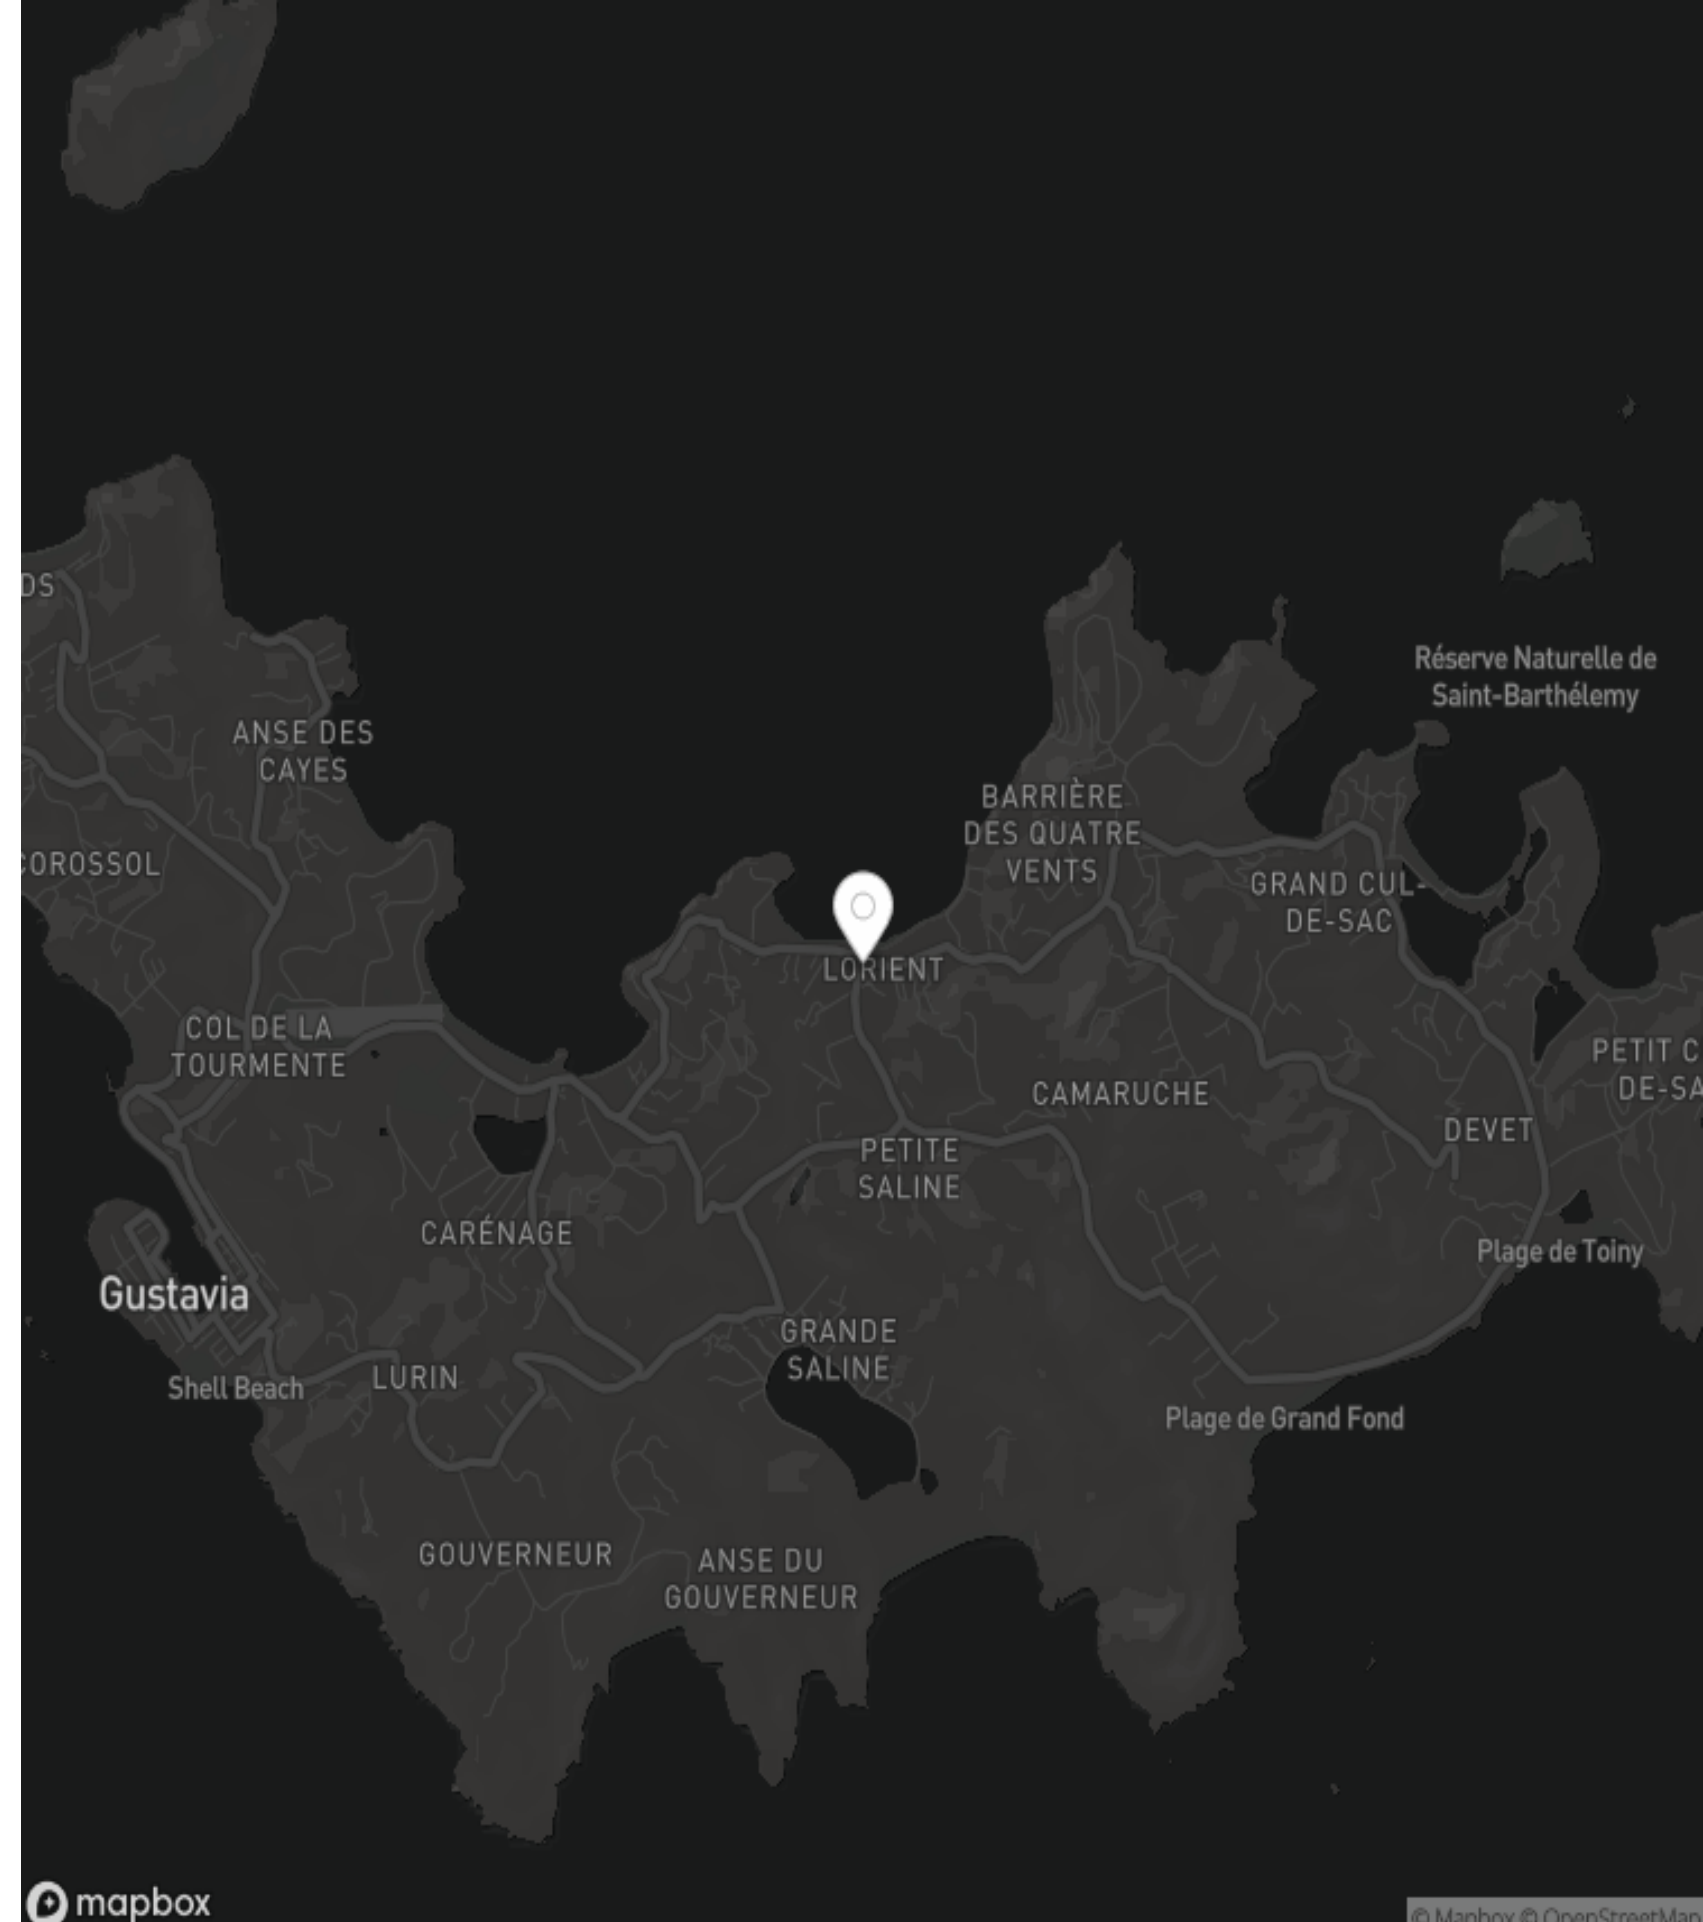 DS
Réserve Naturelle de
Saint-Barthélemy
ANSE DES
CAYES
BARRIÈRE
DES QUATRE
VENTS
COROSSOL
GRAND CUL-
DE-SAC
LORIENT
COL DE LA
TOURMENTE
PETIT C
DE-SA
CAMARUCHE
DEVET
PETITE
SALINE
CARÉNAGE
Plage de Toiny
Gustavia
GRANDE
SALINE
LURIN
Shell Beach
Plage de Grand Fond
GOUVERNEUR
ANSE DU
GOUVERNEUR
mapbox
© Mapbox © OpenStreetMap